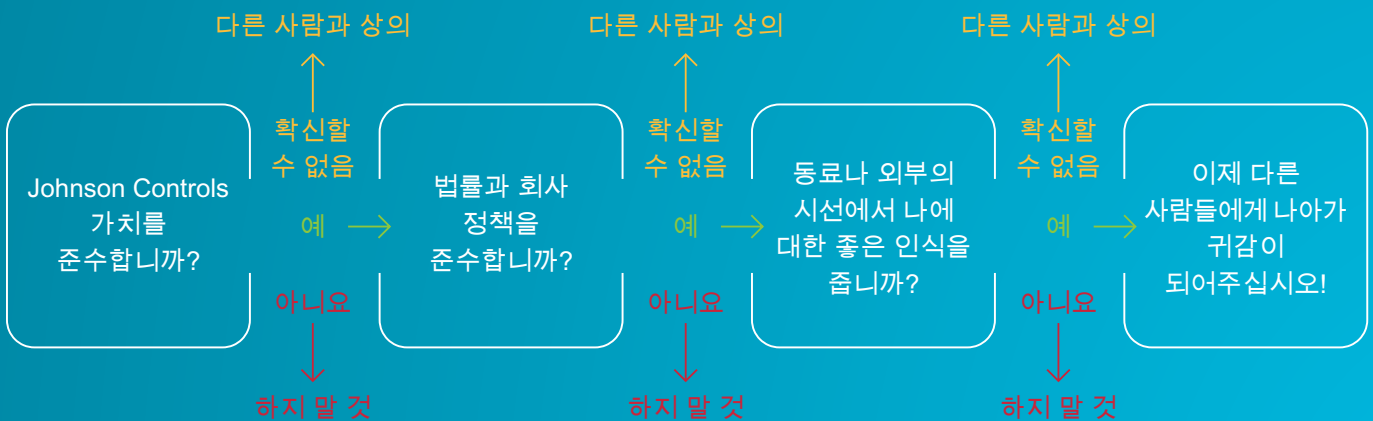 다른 사람과 상의
다른 사람과 상의
다른 사람과 상의
Johnson Controls
가치를
준수합니까?
확신할
수 없음
예
아니요
하지 말 것
법률과 회사
정책을
준수합니까?
확신할
수 없음
예
아니요
하지 말 것
동료나 외부의
시선에서 나에
대한 좋은 인식을
줍니까?
확신할
수 없음
예
아니요
하지 말 것
이제 다른
사람들에게 나아가
귀감이
되어주십시오!